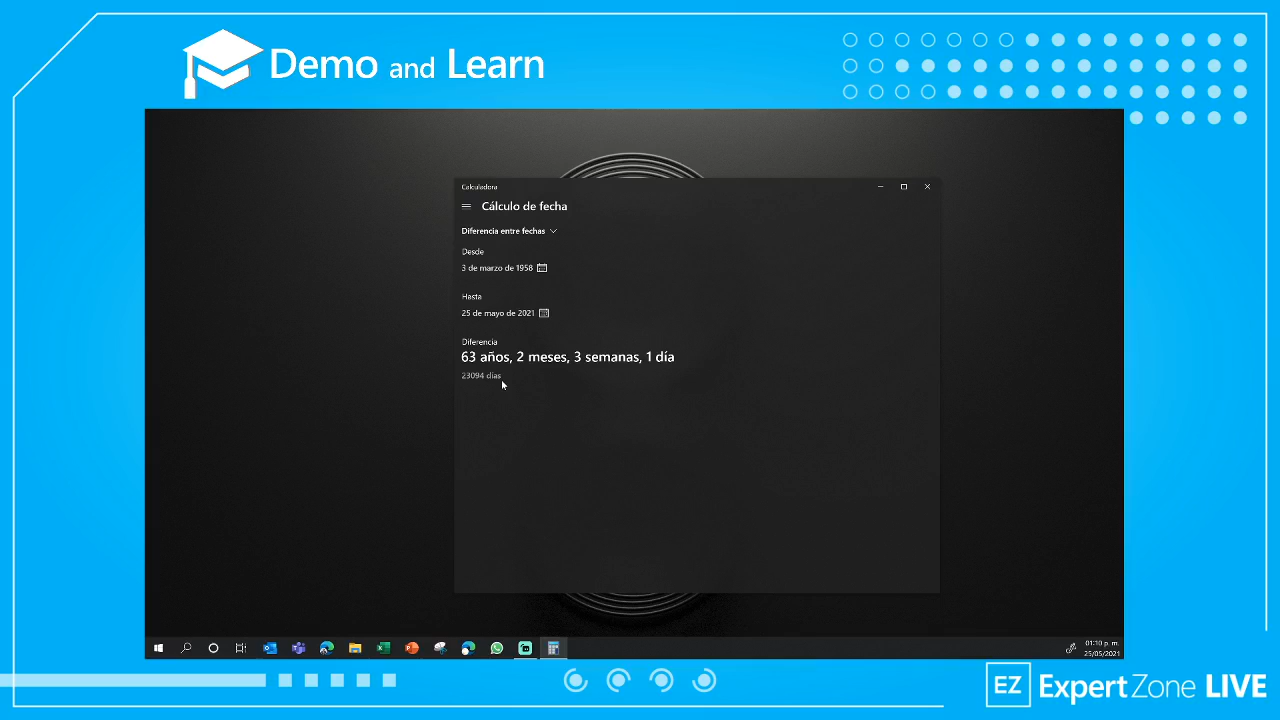 Demo and Learn
Calculadora
Cálculo de fecha
Diferencia entre fechas
Desde
3 de marzo de 1958
Hasta
25 de mayo de 2021
Diferencia
63 años, 2 meses, 3 semanas, 1 día
23094 días
01:10 p. m.
25/05/2021
EZ ExpertZone LIVE